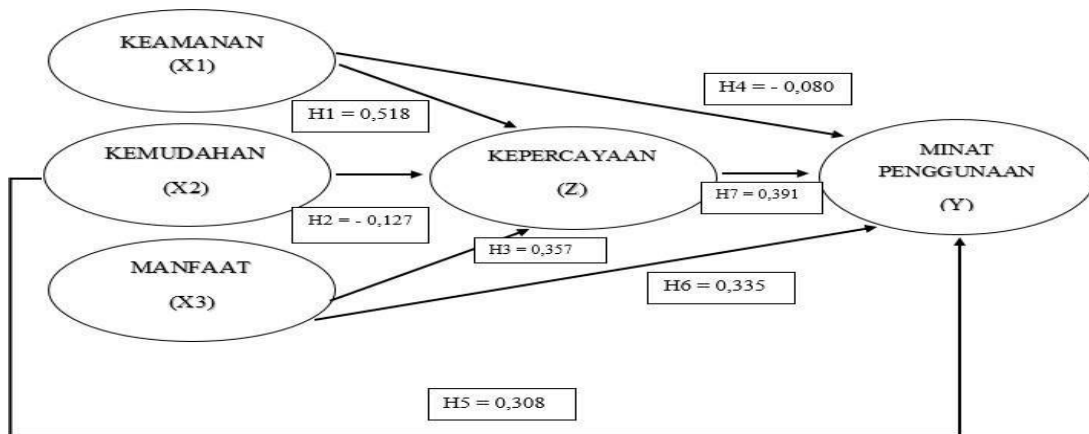 KEAMANAN
(X1)
H4 = - 0,080
H1 = 0,518
KEMUDAHAN
(X2)
KEPERCAYAAN
(Z)
MINAT
PENGGUNAAN
(Y)
H7 = 0,391
H2 = - 0,127
H3 = 0,357
MANFAAT
(X3)
H6 = 0,335
H5 = 0,308